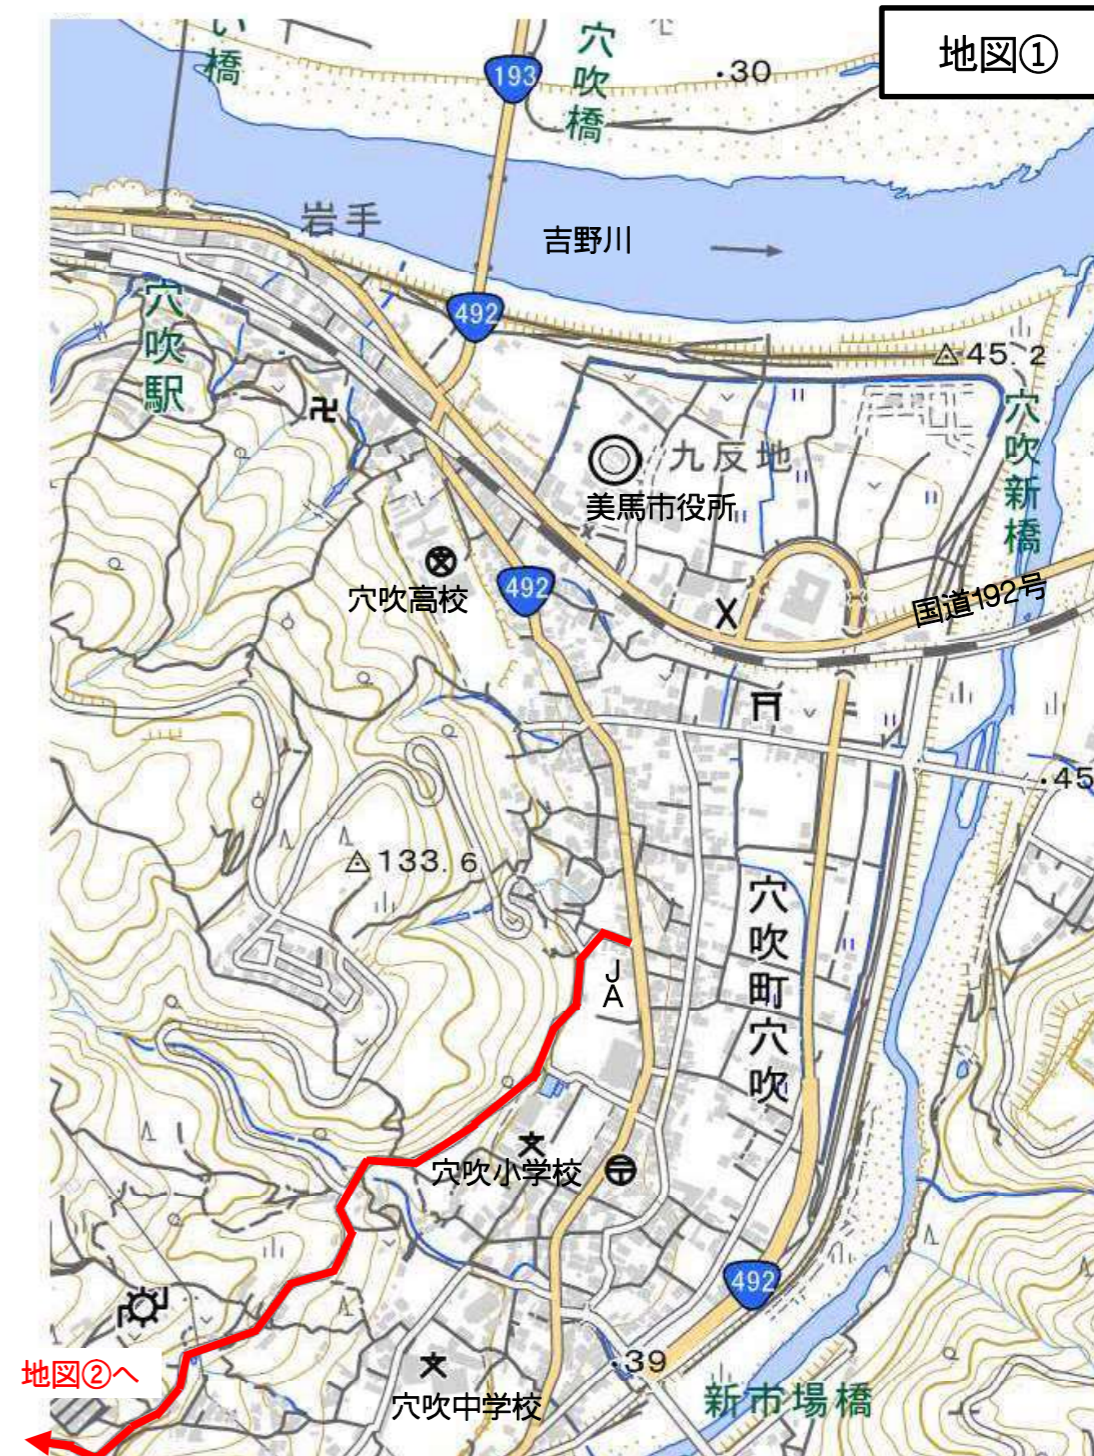 地図①
い橋
193
穴吹橋
・30
岩手
吉野川
492
穴吹駅
45.2
九反地
美馬市役所
穴吹新橋
穴吹高校
492
国道192号
・45
133.6
JA
穴吹町穴吹
穴吹小学校
492
地図②へ
・39
穴吹中学校
新市場橋